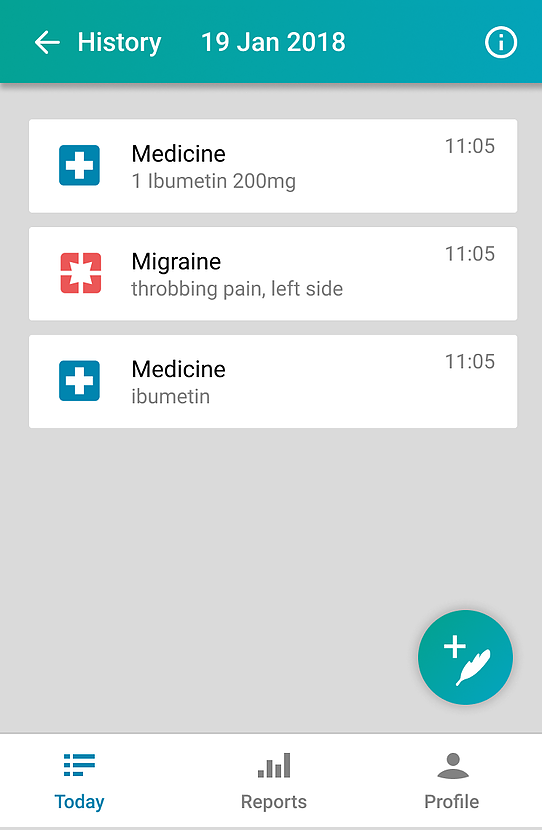 History 19 Jan 2018
Medicine 11:05
1 Ibumetin 200mg
Migraine 11:05
throbbing pain, left side
Medicine 11:05
ibumetin
Today Reports Profile